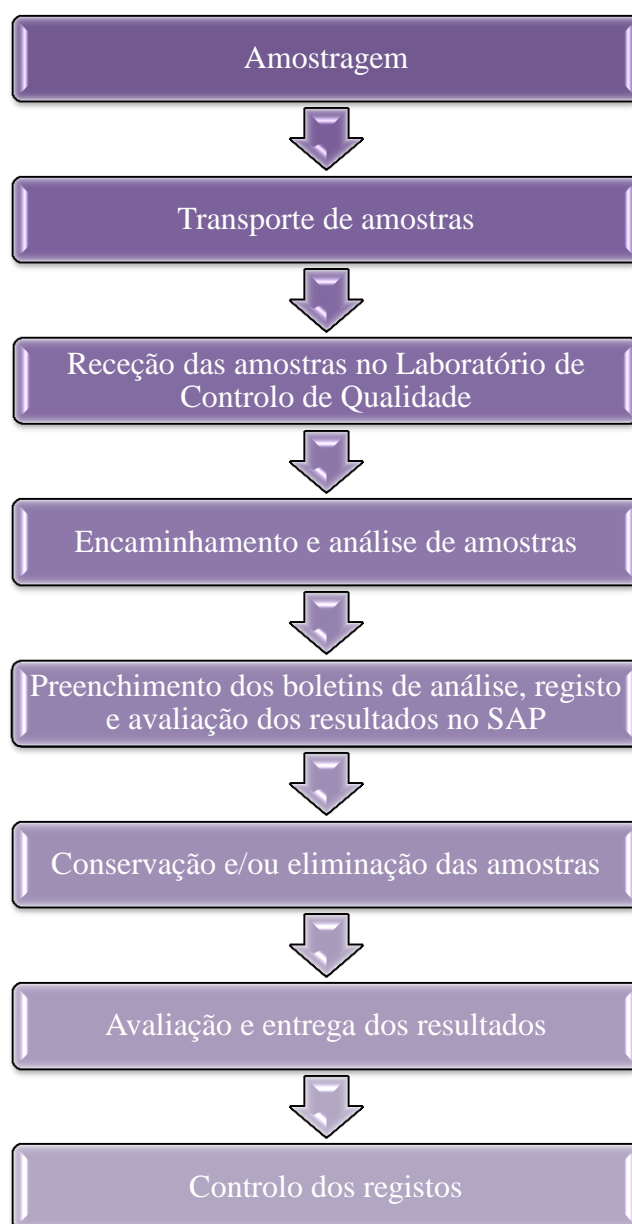 Amostragem
Transporte de amostras
Receção das amostras no Laboratório de
Controlo de Qualidade
Encaminhamento e análise de amostras
Preenchimento dos boletins de análise, registo
e avaliação dos resultados no SAP
Conservação e/ou eliminação das amostras
Avaliação e entrega dos resultados
Controlo dos registos